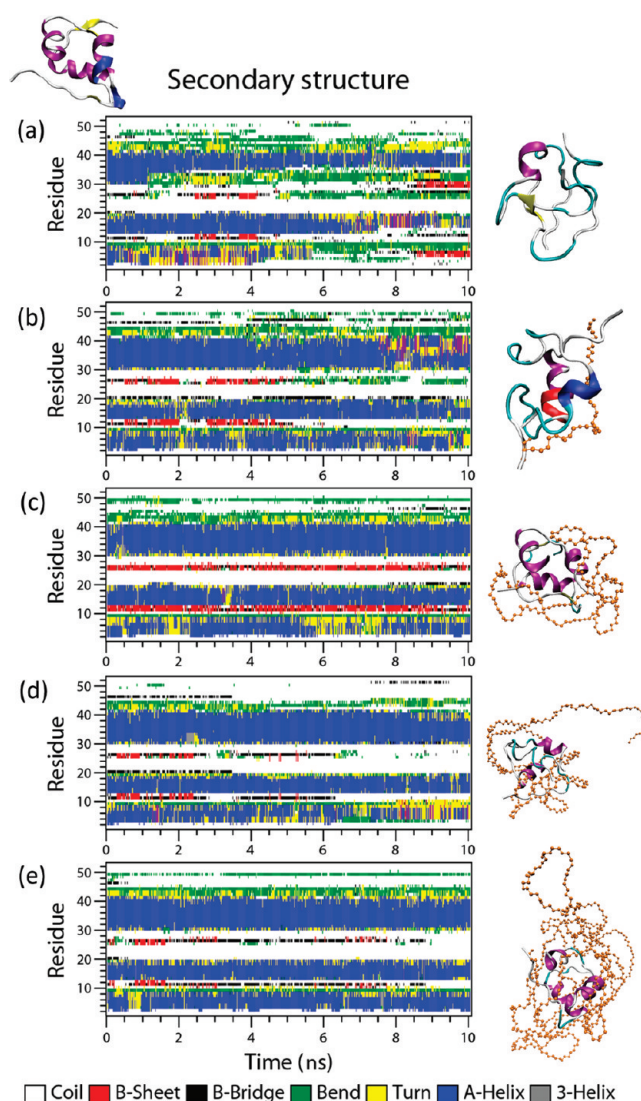 Secondary structure
(a)
Residue
50
40
30
20
10
0 2 4 6 8 10
(b)
Residue
50
40
30
20
10
0 2 4 6 8 10
(c)
Residue
50
40
30
20
10
0 2 4 6 8 10
(d)
Residue
50
40
30
20
10
0 2 4 6 8 10
(e)
Residue
50
40
30
20
10
0 2 4 6 8 10
Time (ns)
Coil B-Sheet B-Bridge Bend Turn A-Helix 3-Helix